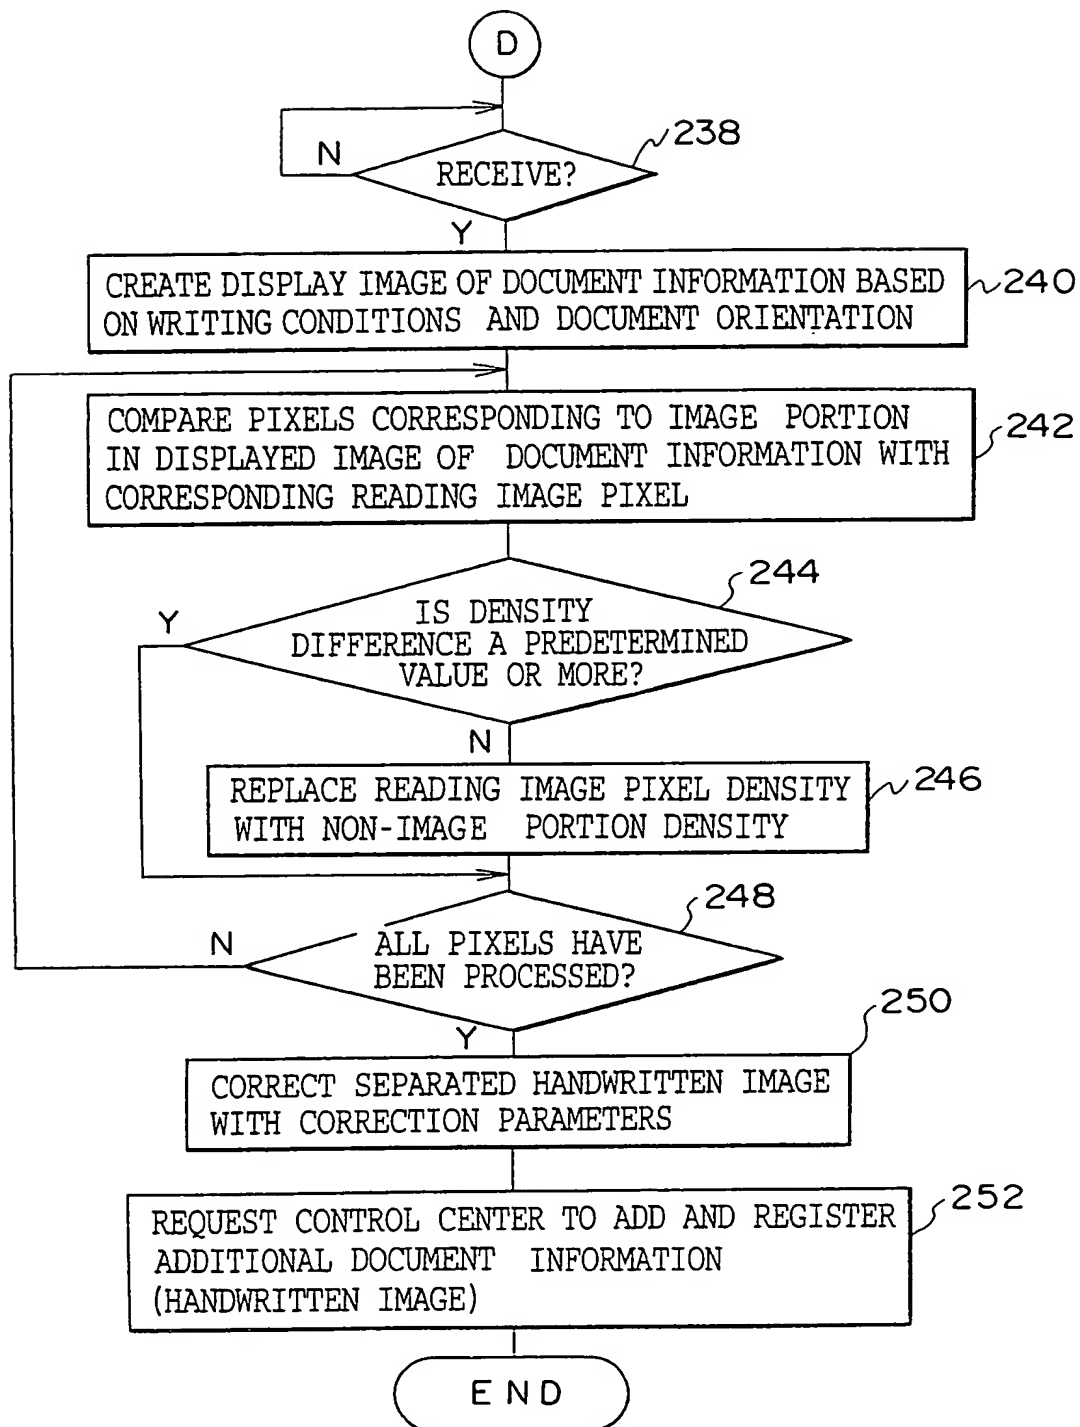 D
238
N
RECEIVE?
Y
CREATE DISPLAY IMAGE OF DOCUMENT INFORMATION BASED
ON WRITING CONDITIONS AND DOCUMENT ORIENTATION
240
COMPARE PIXELS CORRESPONDING TO IMAGE PORTION
IN DISPLAYED IMAGE OF DOCUMENT INFORMATION WITH
CORRESPONDING READING IMAGE PIXEL
242
244
Y
IS DENSITY
DIFFERENCE A PREDETERMINED
VALUE OR MORE?
N
REPLACE READING IMAGE PIXEL DENSITY
WITH NON-IMAGE PORTION DENSITY
246
248
N
ALL PIXELS HAVE
BEEN PROCESSED?
Y
250
CORRECT SEPARATED HANDWRITTEN IMAGE
WITH CORRECTION PARAMETERS
252
REQUEST CONTROL CENTER TO ADD AND REGISTER
ADDITIONAL DOCUMENT INFORMATION
(HANDWRITTEN IMAGE)
END